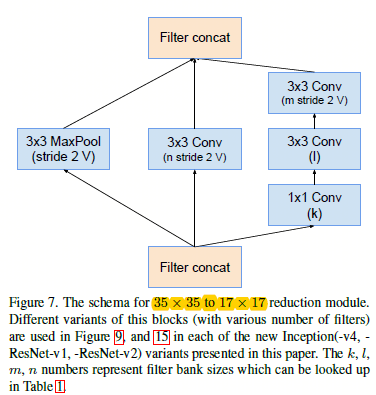 Filter concat
3x3 Conv
(m stride 2 V)
3x3 MaxPool
(stride 2 V)
3x3 Conv
(n stride 2 V)
3x3 Conv
(l)
1x1 Conv
(k)
Filter concat
Figure 7. The schema for 35 × 35 to 17 × 17 reduction module.
Different variants of this blocks (with various number of filters)
are used in Figure 9, and 15 in each of the new Inception(-v4, -
ResNet-v1, -ResNet-v2) variants presented in this paper. The k, l,
m, n numbers represent filter bank sizes which can be looked up
in Table 1.